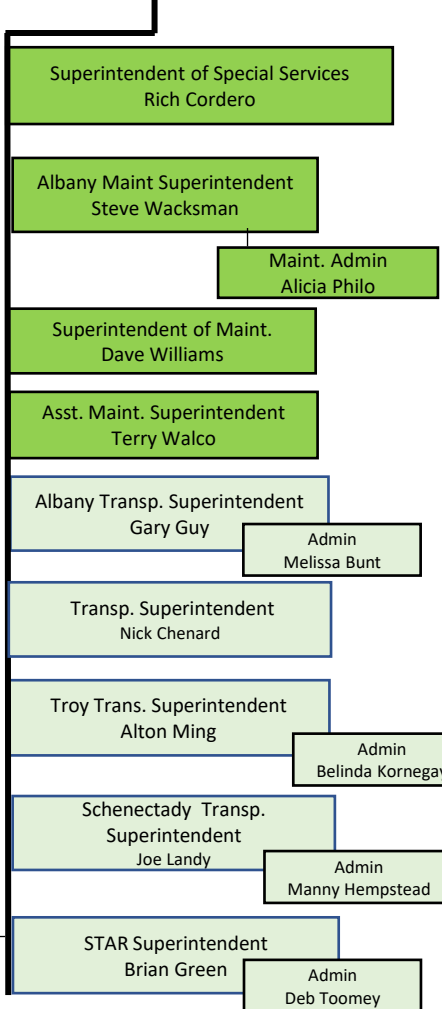 Superintendent of Special Services
Rich Cordero
Albany Maint Superintendent
Steve Wacksman
Maint. Admin
Alicia Philo
Superintendent of Maint.
Dave Williams
Asst. Maint. Superintendent
Terry Walco
Albany Transp. Superintendent
Gary Guy
Admin
Melissa Bunt
Transp. Superintendent
Nick Chenard
Troy Trans. Superintendent
Alton Ming
Admin
Belinda Kornegay
Schenectady Transp.
Superintendent
Joe Landy
Admin
Manny Hempstead
STAR Superintendent
Brian Green
Admin
Deb Toomey